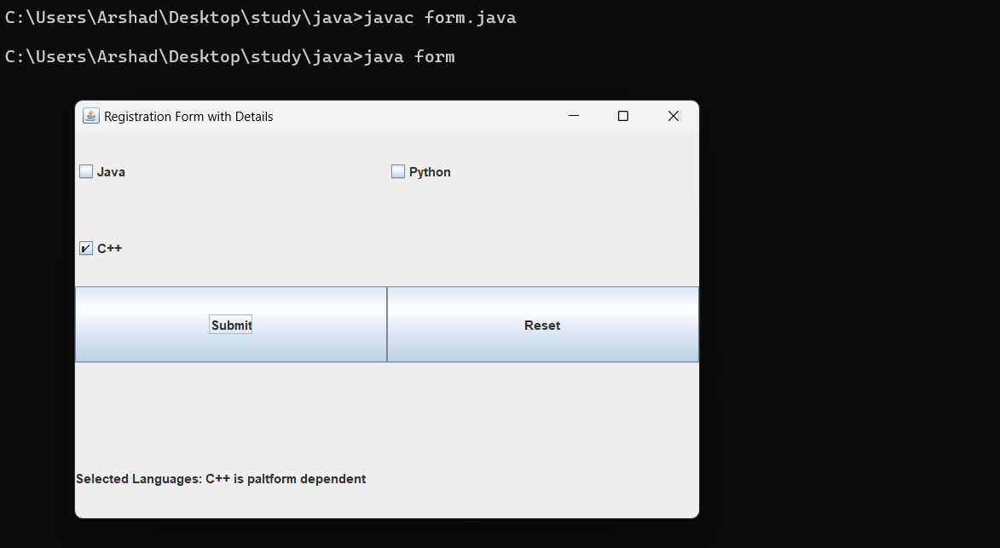 C:\Users\Arshad\Desktop\study\java>javac form.java
C:\Users\Arshad\Desktop\study\java>java form
Registration Form with Details
Java
Python
C++
Submit
Reset
Selected Languages: C++ is paltform dependent